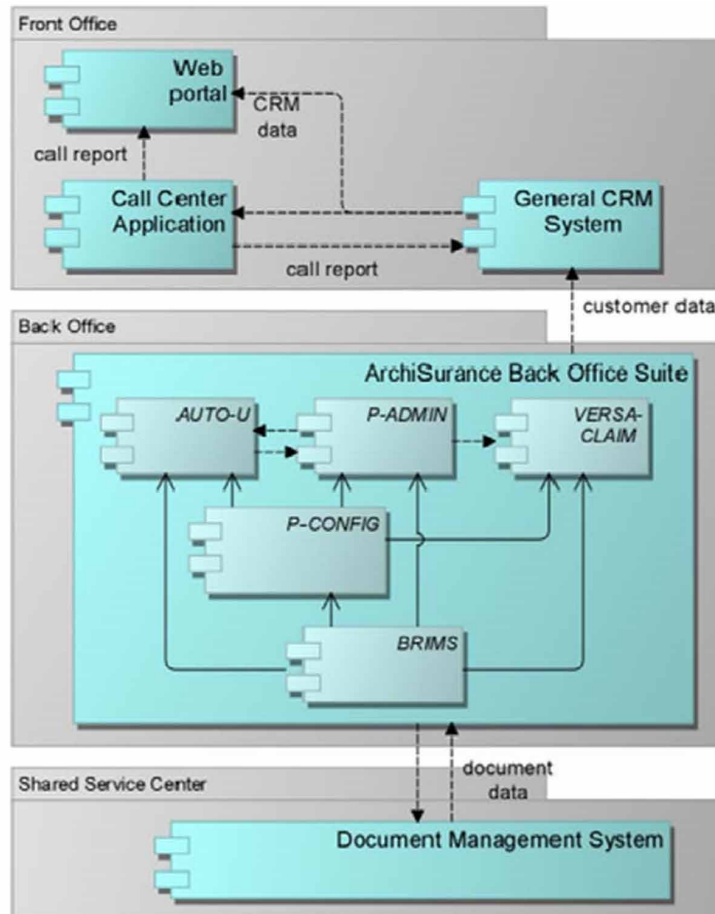 Front Office
Web
portal
CRM
data
call report
Call Center
Application
General CRM
System
call report
customer data
Back Office
ArchiSurance Back Office Suite
AUTO-U
P-ADMIN
VERSA-
CLAIM
P-CONFIG
BRIMS
document
data
Shared Service Center
Document Management System